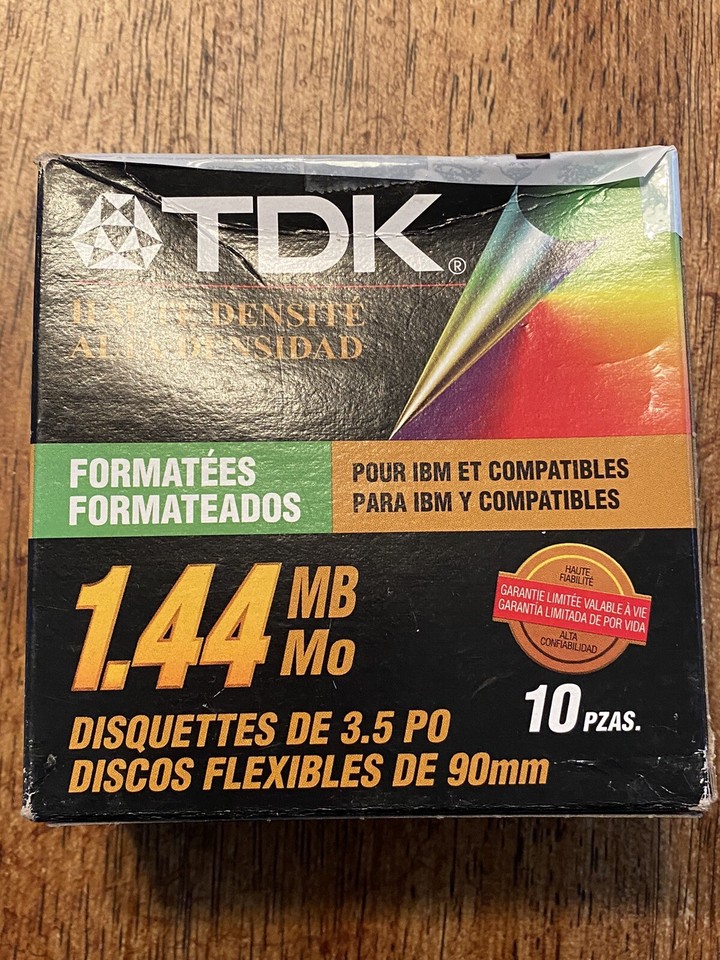 TDK®
HAUTE DENSITÉ
ALTA DENSIDAD
FORMATÉES
FORMATEADOS
POUR IBM ET COMPATIBLES
PARA IBM Y COMPATIBLES
1.44 MB
Mo
HAUTE
FIABILITÉ
GARANTIE LIMITÉE VALABLE À VIE
GARANTÍA LIMITADA DE POR VIDA
ALTA
CONFIABILIDAD
10 PZAS.
DISQUETTES DE 3.5 PO
DISCOS FLEXIBLES DE 90mm